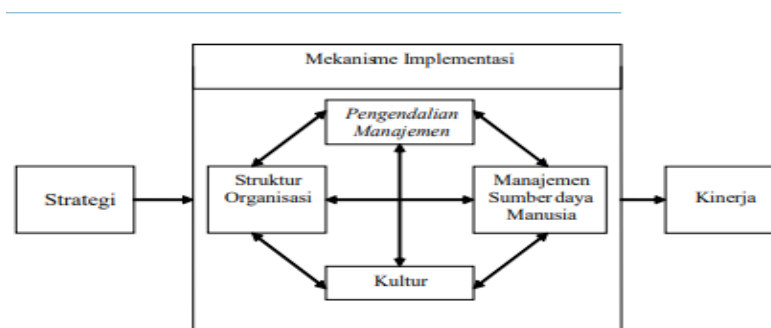 Mekanisme Implementasi
Pengendalian
Manajemen
Strategi
Struktur
Organisasi
Manajemen
Sumber daya
Manusia
Kinerja
Kultur